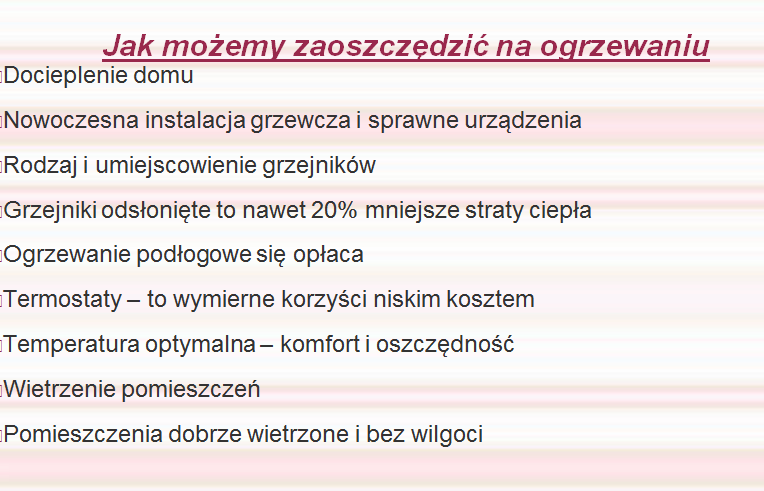 Jak możemy zaoszczędzić na ogrzewaniu
Docieplenie domu
Nowoczesna instalacja grzewcza i sprawne urządzenia
Rodzaj i umiejscowienie grzejników
Grzejniki odsłonięte to nawet 20% mniejsze straty ciepła
Ogrzewanie podłogowe się opłaca
Termostaty – to wymierne korzyści niskim kosztem
Temperatura optymalna – komfort i oszczędność
Wietrzenie pomieszczeń
Pomieszczenia dobrze wietrzone i bez wilgoci